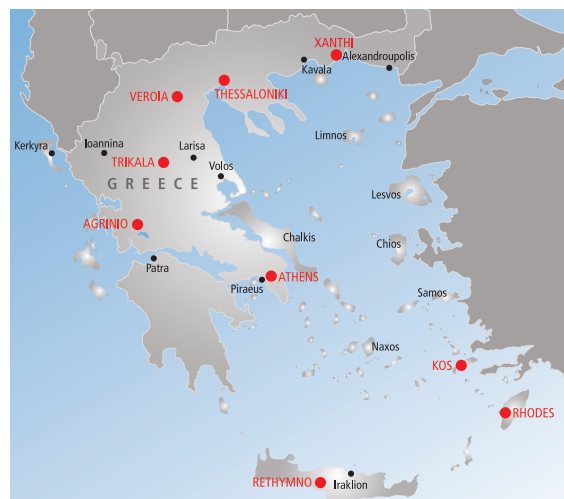 XANTHI
Alexandroupolis
Kavala
THESSALONIKI
VEROIA
Limnos
Kerkyra
Ioannina
Larisa
TRIKALA
Volos
GREECE
Lesvos
AGRINIO
Chalkis
Chios
Patra
ATHENS
Piraeus
Samos
Naxos
KOS
RHODES
RETHYMNO
Iraklion